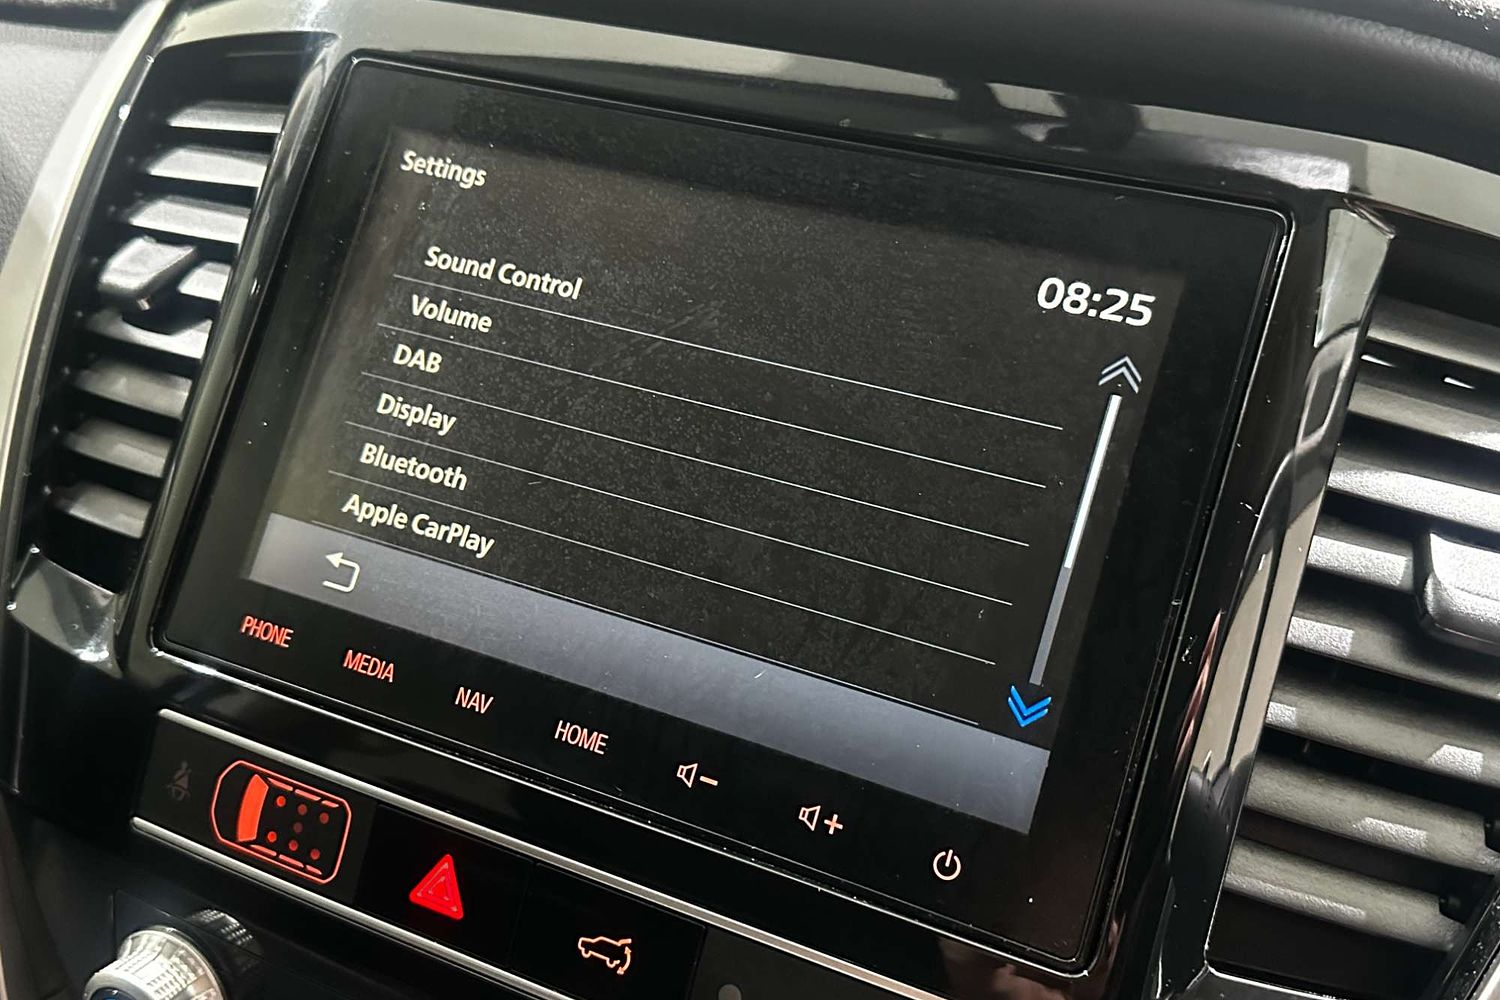 Settings
08:25
Sound Control
Volume
DAB
Display
Bluetooth
Apple CarPlay
PHONE
MEDIA
NAV
HOME